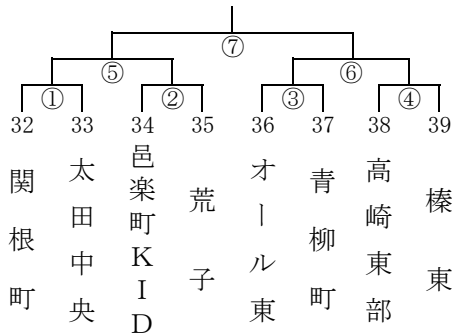 ⑦
⑤ ⑥
① ② ③ ④
32 33 34 35 36 37 38 39
関根町
太田中央
邑楽町KID
荒子
オール東
青柳町
高崎東部
榛東